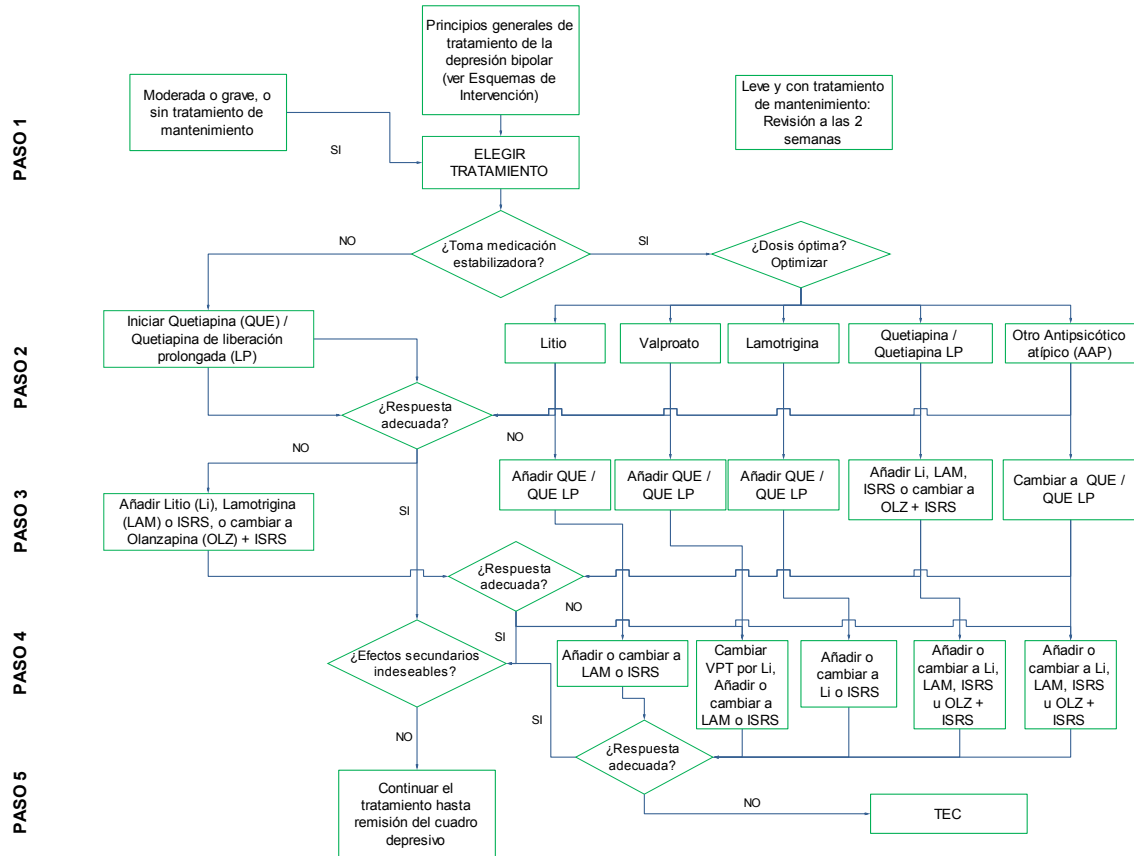 Principios generales de
tratamiento de la
depresión bipolar
(ver Esquemas de
Intervención)
Moderada o grave, o
sin tratamiento de
mantenimiento
Leve y con tratamiento
de mantenimiento:
Revisión a las 2
semanas
PASO 1
SI
ELEGIR
TRATAMIENTO
NO
¿Toma medicación
estabilizadora?
SI
¿Dosis óptima?
Optimizar
PASO 2
Iniciar Quetiapina (QUE) /
Quetiapina de liberación
prolongada (LP)
Litio
Valproato
Lamotrigina
Quetiapina /
Quetiapina LP
Otro Antipsicótico
atípico (AAP)
¿Respuesta
adecuada?
NO
NO
PASO 3
Añadir Litio (Li), Lamotrigina
(LAM) o ISRS, o cambiar a
Olanzapina (OLZ) + ISRS
SI
Añadir QUE /
QUE LP
Añadir QUE /
QUE LP
Añadir QUE /
QUE LP
Añadir Li, LAM,
ISRS o cambiar a
OLZ + ISRS
Cambiar a QUE /
QUE LP
¿Respuesta
adecuada?
NO
SI
PASO 4
¿Efectos secundarios
indeseables?
Añadir o cambiar a
LAM o ISRS
Cambiar
VPT por Li,
Añadir o
cambiar a
LAM o ISRS
Añadir o
cambiar a
Li o ISRS
Añadir o
cambiar a Li,
LAM, ISRS
u OLZ +
ISRS
Añadir o
cambiar a Li,
LAM, ISRS
u OLZ +
ISRS
SI
NO
¿Respuesta
adecuada?
PASO 5
Continuar el
tratamiento hasta
remisión del cuadro
depresivo
NO
TEC